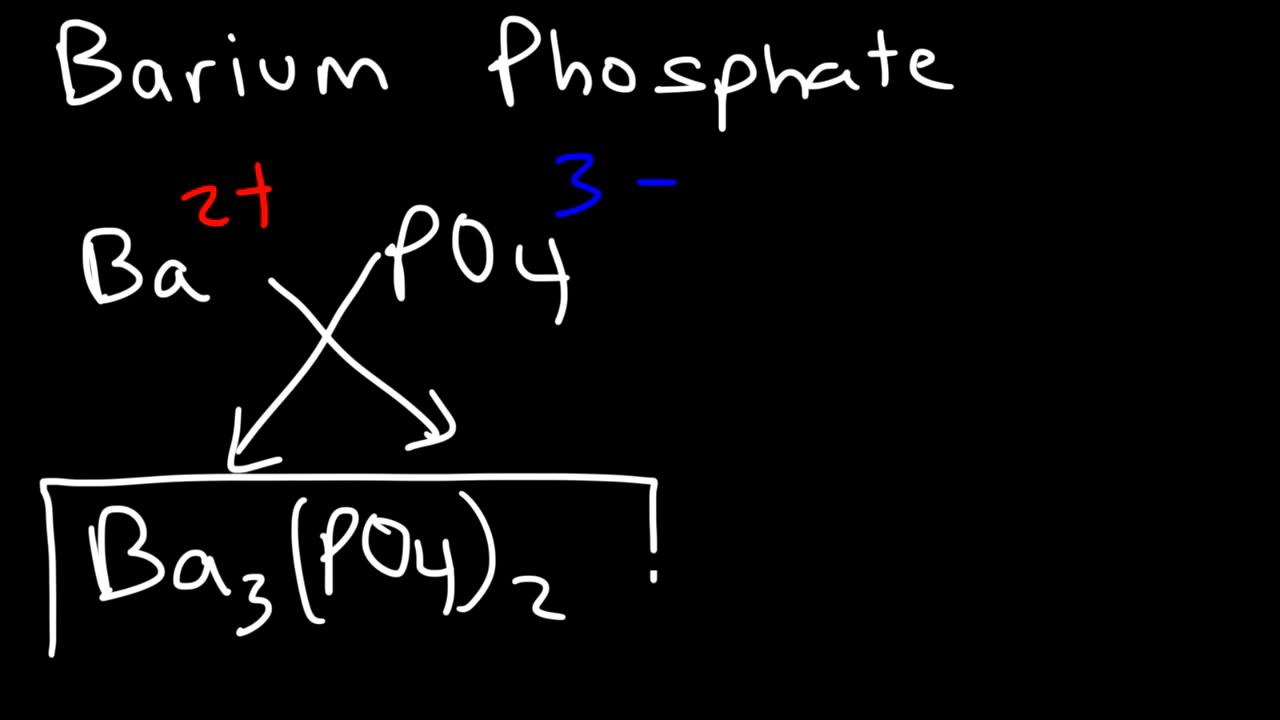 Barium Phosphate
Ba²⁺ PO₄³⁻
Ba₃(PO₄)₂